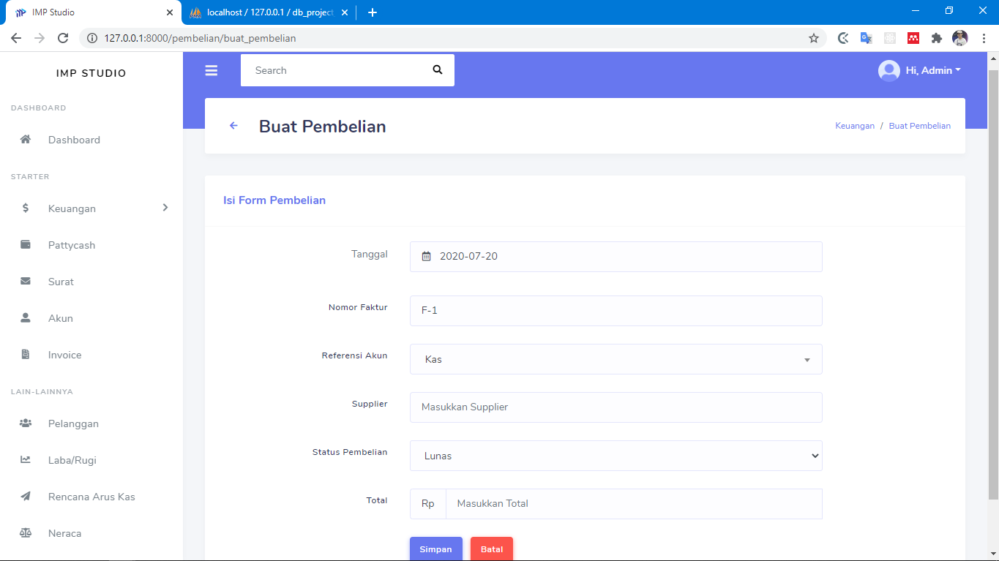 IMP Studio
localhost / 127.0.0.1 / db_project
127.0.0.1:8000/pembelian/buat_pembelian
IMP STUDIO
Search
Hi, Admin
DASHBOARD
Dashboard
STARTER
Keuangan
Pattycash
Surat
Akun
Invoice
LAIN-LAINNYA
Pelanggan
Laba/Rugi
Rencana Arus Kas
Neraca
Buat Pembelian
Keuangan / Buat Pembelian
Isi Form Pembelian
Tanggal 2020-07-20
Nomor Faktur F-1
Referensi Akun Kas
Supplier Masukkan Supplier
Status Pembelian Lunas
Total Rp Masukkan Total
Simpan Batal